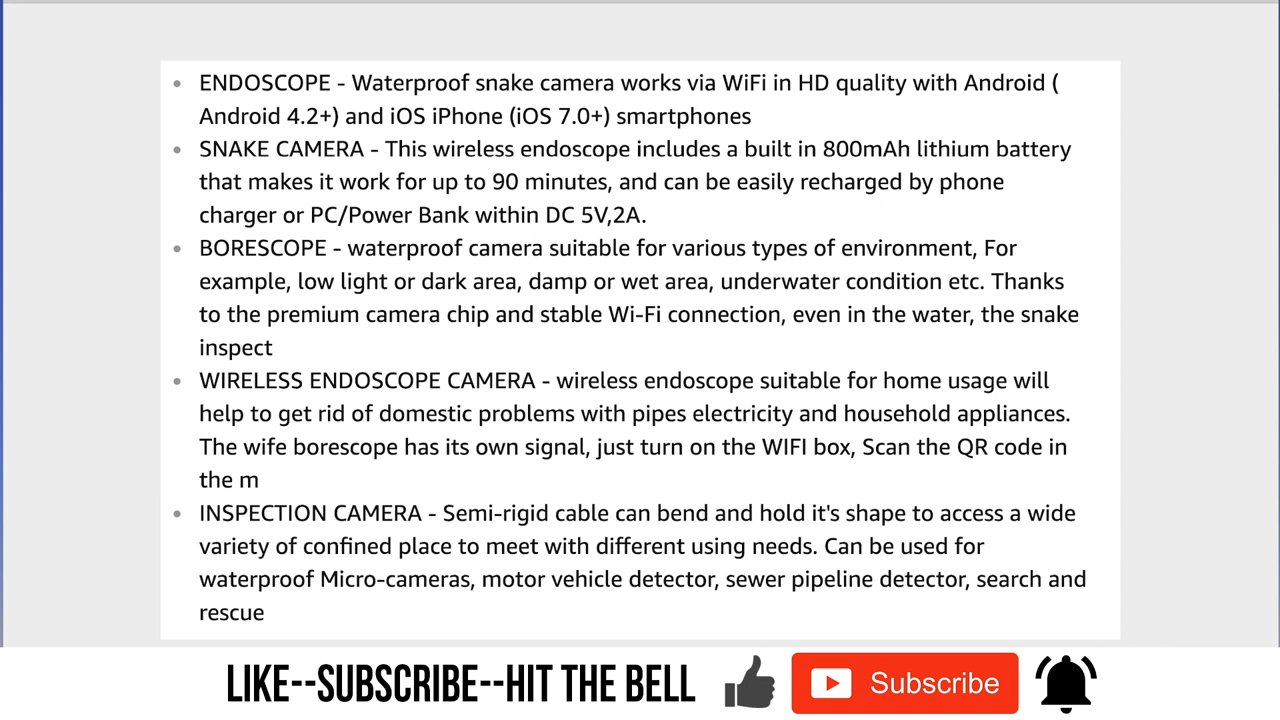 ENDOSCOPE - Waterproof snake camera works via WiFi in HD quality with Android (
Android 4.2+) and iOS iPhone (iOS 7.0+) smartphones
SNAKE CAMERA - This wireless endoscope includes a built in 800mAh lithium battery
that makes it work for up to 90 minutes, and can be easily recharged by phone
charger or PC/Power Bank within DC 5V,2A.
BORESCOPE - waterproof camera suitable for various types of environment, For
example, low light or dark area, damp or wet area, underwater condition etc. Thanks
to the premium camera chip and stable Wi-Fi connection, even in the water, the snake
inspect
WIRELESS ENDOSCOPE CAMERA - wireless endoscope suitable for home usage will
help to get rid of domestic problems with pipes electricity and household appliances.
The wife borescope has its own signal, just turn on the WIFI box, Scan the QR code in
the m
INSPECTION CAMERA - Semi-rigid cable can bend and hold it's shape to access a wide
variety of confined place to meet with different using needs. Can be used for
waterproof Micro-cameras, motor vehicle detector, sewer pipeline detector, search and
rescue
LIKE--SUBSCRIBE--HIT THE BELL
Subscribe